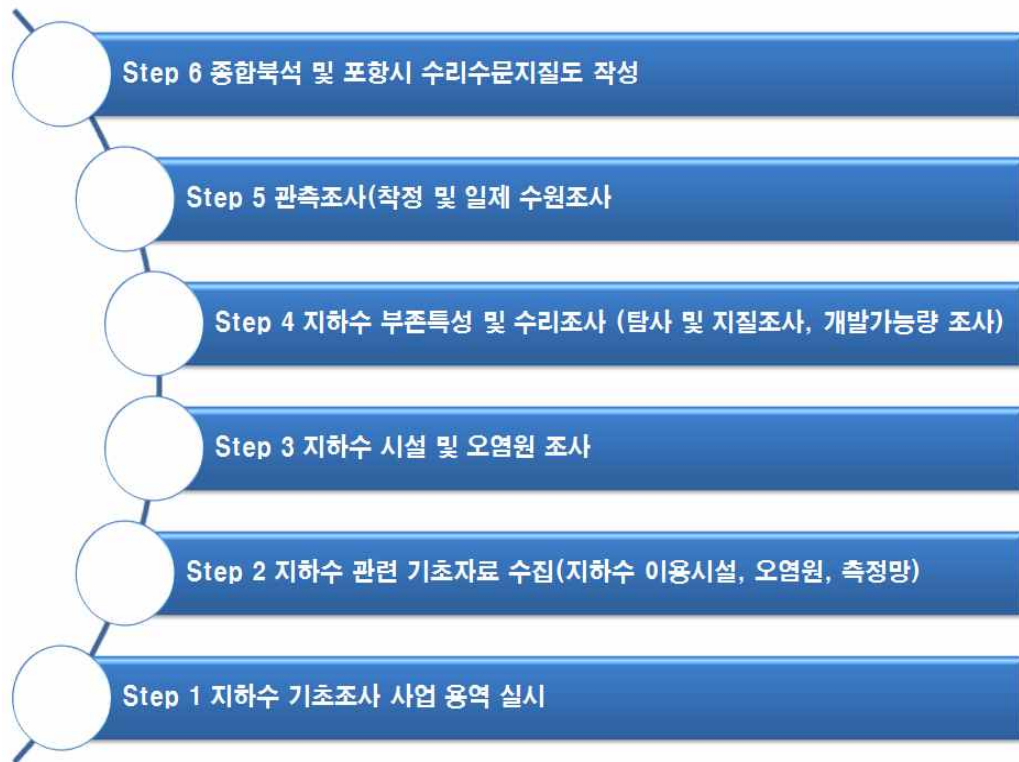 Step 6 종합북석 및 포항시 수리수문지질도 작성
Step 5 관측조사(착정 및 일제 수원조사
Step 4 지하수 부존특성 및 수리조사 (탐사 및 지질조사, 개발가능량 조사)
Step 3 지하수 시설 및 오염원 조사
Step 2 지하수 관련 기초자료 수집(지하수 이용시설, 오염원, 측정망)
Step 1 지하수 기초조사 사업 용역 실시